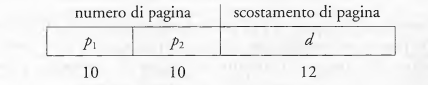 numero di pagina scostamento di pagina
p₁ p₂ d
10 10 12